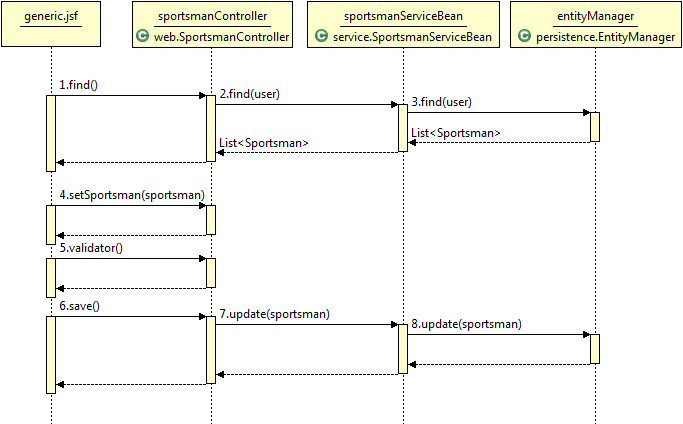 generic.jsf
sportsmanController
C web.SportsmanController
sportsmanServiceBean
C service.SportsmanServiceBean
entityManager
C persistence.EntityManager
1.find()
2.find(user)
3.find(user)
List<Sportsman>
List<Sportsman>
4.setSportsman(sportsman)
5.validator()
6.save()
7.update(sportsman)
8.update(sportsman)